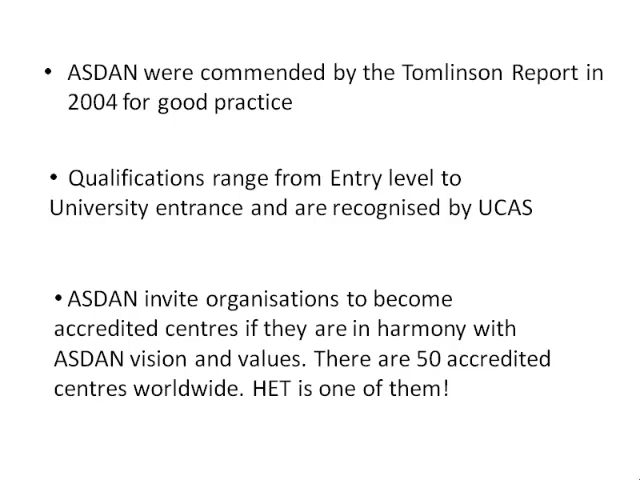 • ASDAN were commended by the Tomlinson Report in
2004 for good practice
• Qualifications range from Entry level to
University entrance and are recognised by UCAS
• ASDAN invite organisations to become
accredited centres if they are in harmony with
ASDAN vision and values. There are 50 accredited
centres worldwide. HET is one of them!